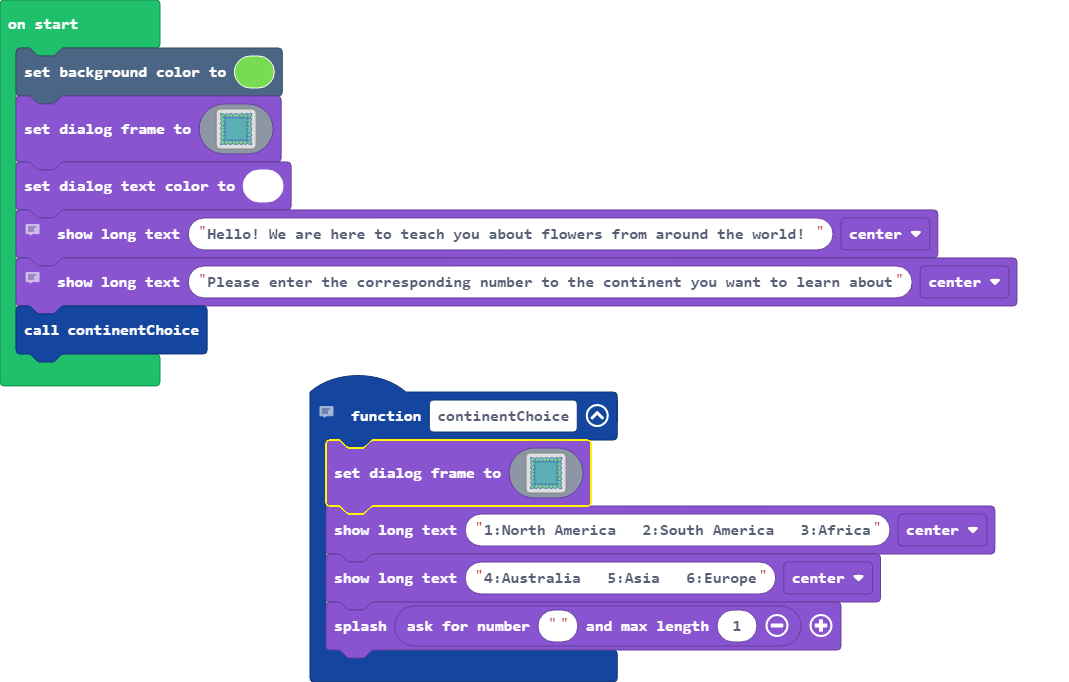 on start
set background color to
set dialog frame to
set dialog text color to
show long text "Hello! We are here to teach you about flowers from around the world! " center
show long text "Please enter the corresponding number to the continent you want to learn about" center
call continentChoice
function continentChoice
set dialog frame to
show long text "1:North America   2:South America   3:Africa" center
show long text "4:Australia   5:Asia   6:Europe" center
splash ask for number " " and max length 1